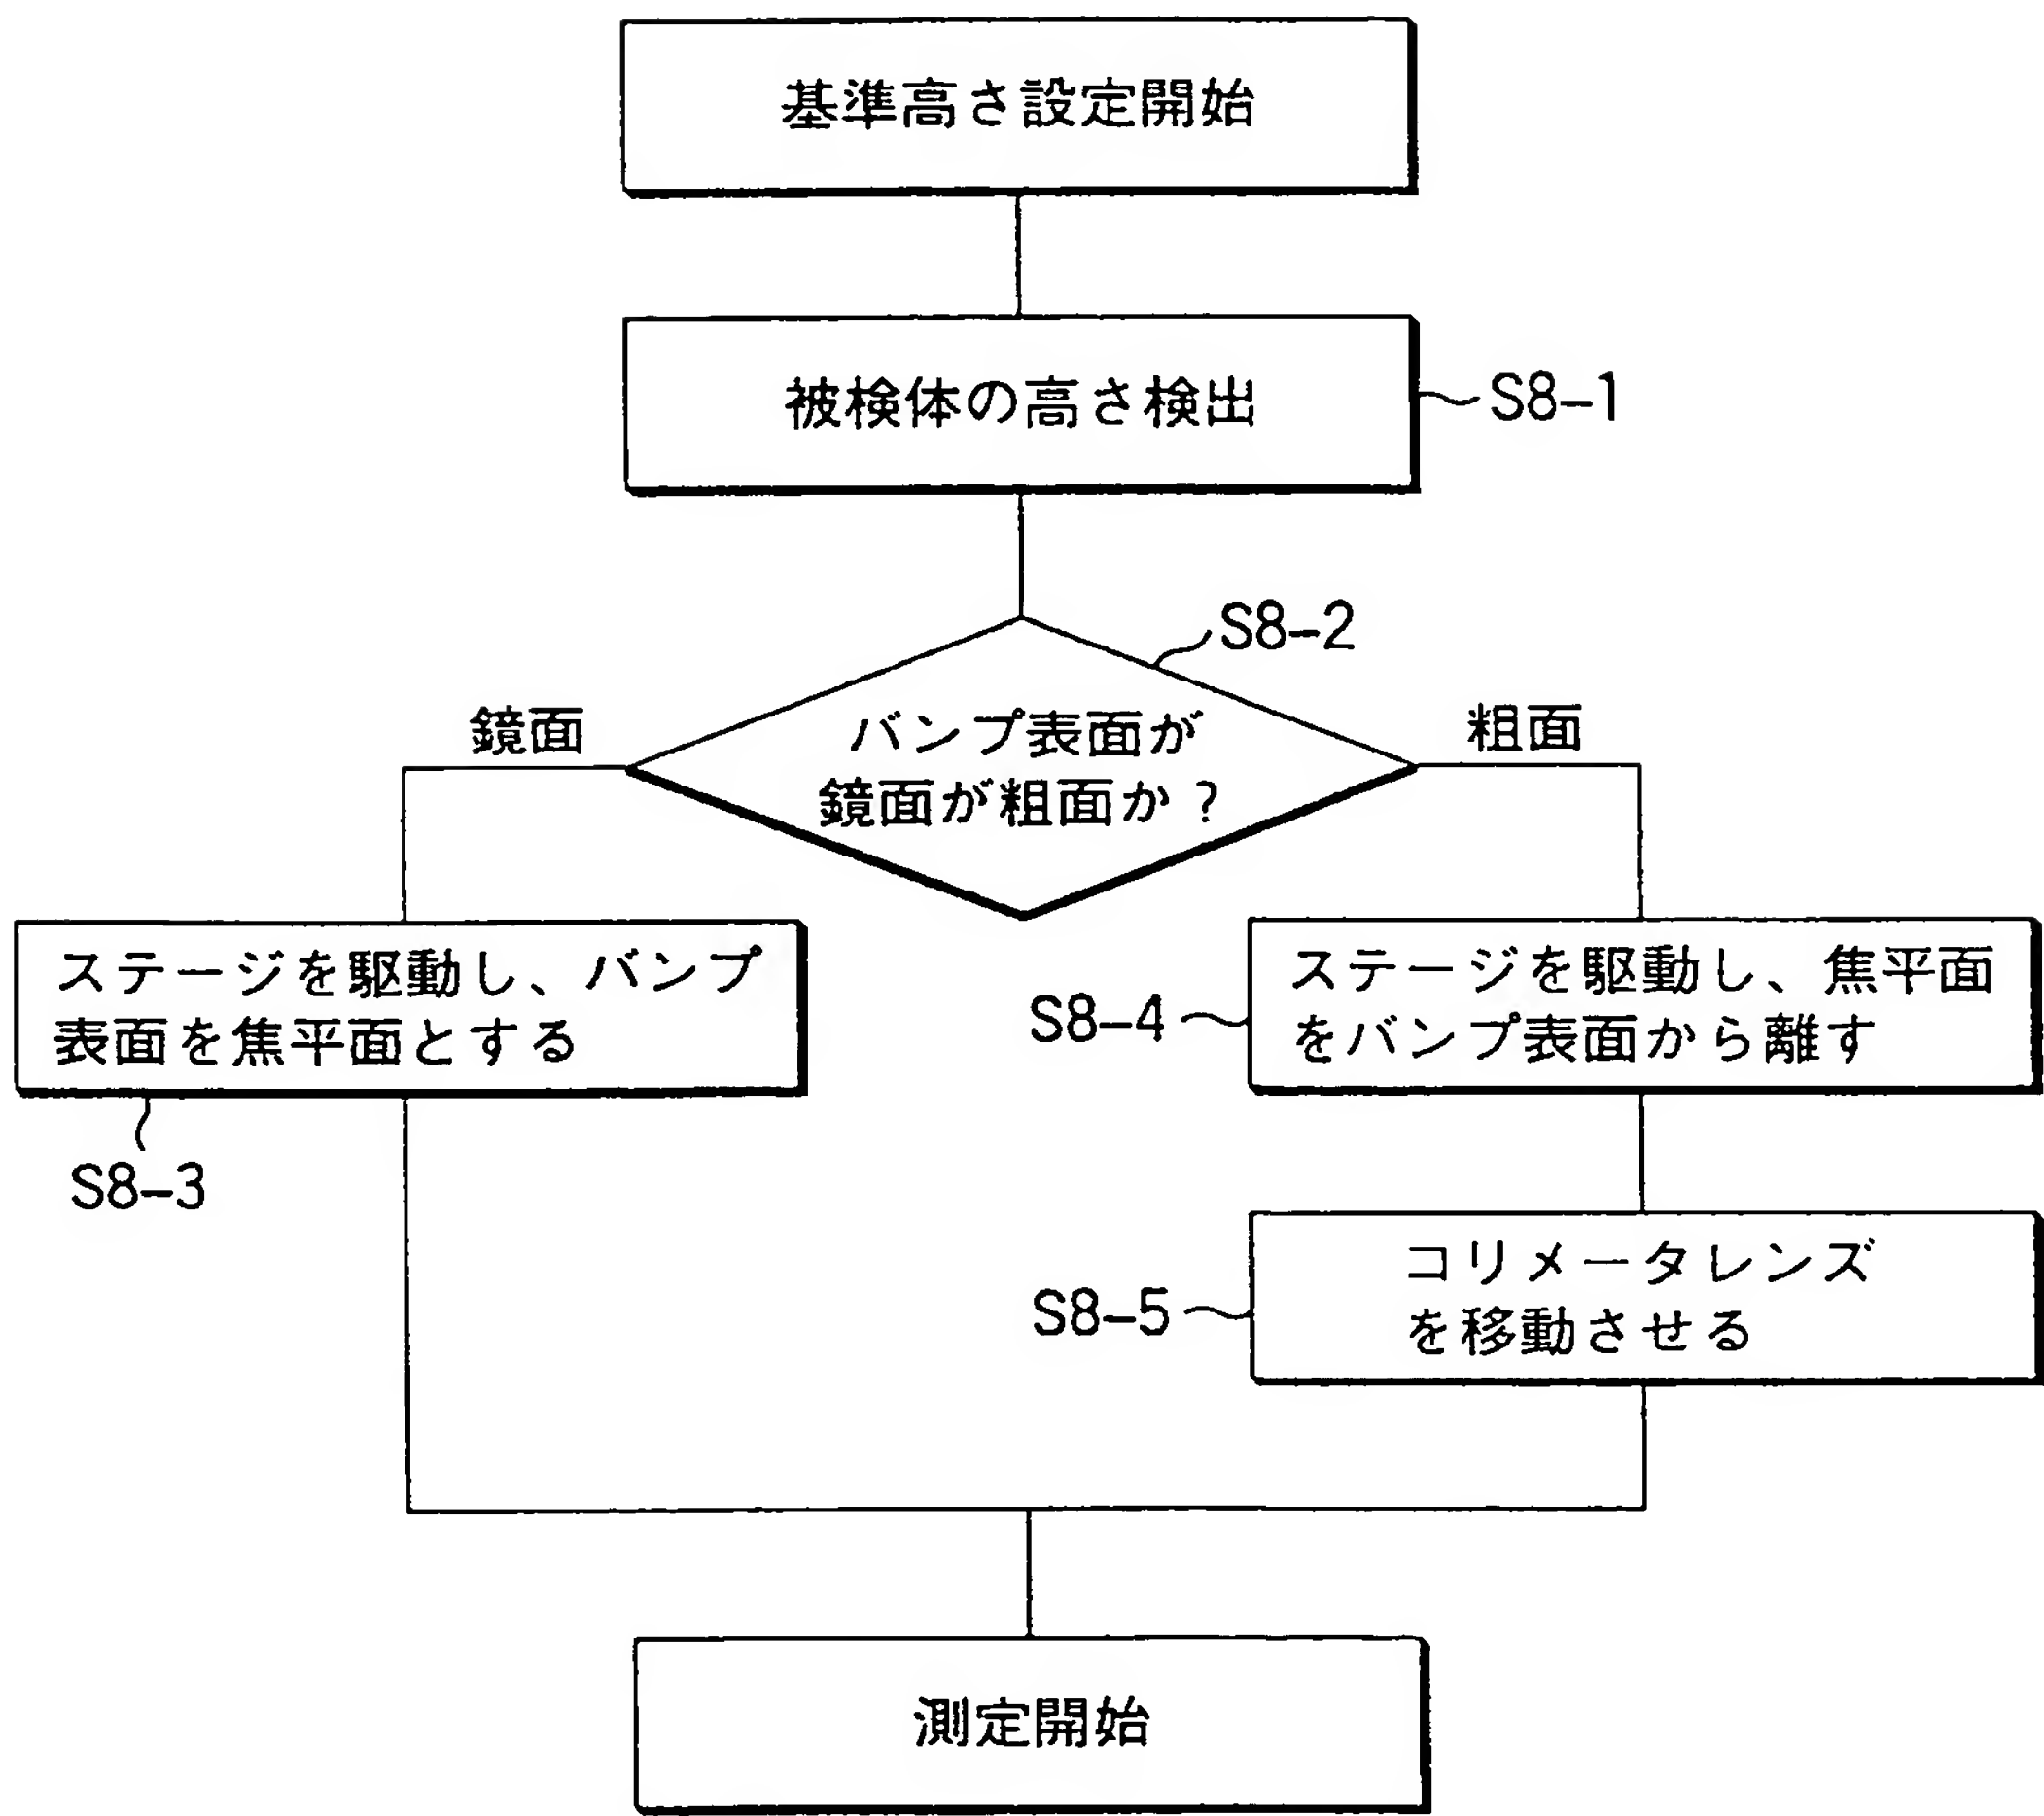 基準高さ設定開始
被検体の高さ検出
S8-1
S8-2
鏡面
バンプ表面が
鏡面が粗面か?
粗面
ステージを駆動し、バンプ
表面を焦平面とする
S8-3
S8-4
ステージを駆動し、焦平面
をバンプ表面から離す
S8-5
コリメータレンズ
を移動させる
測定開始